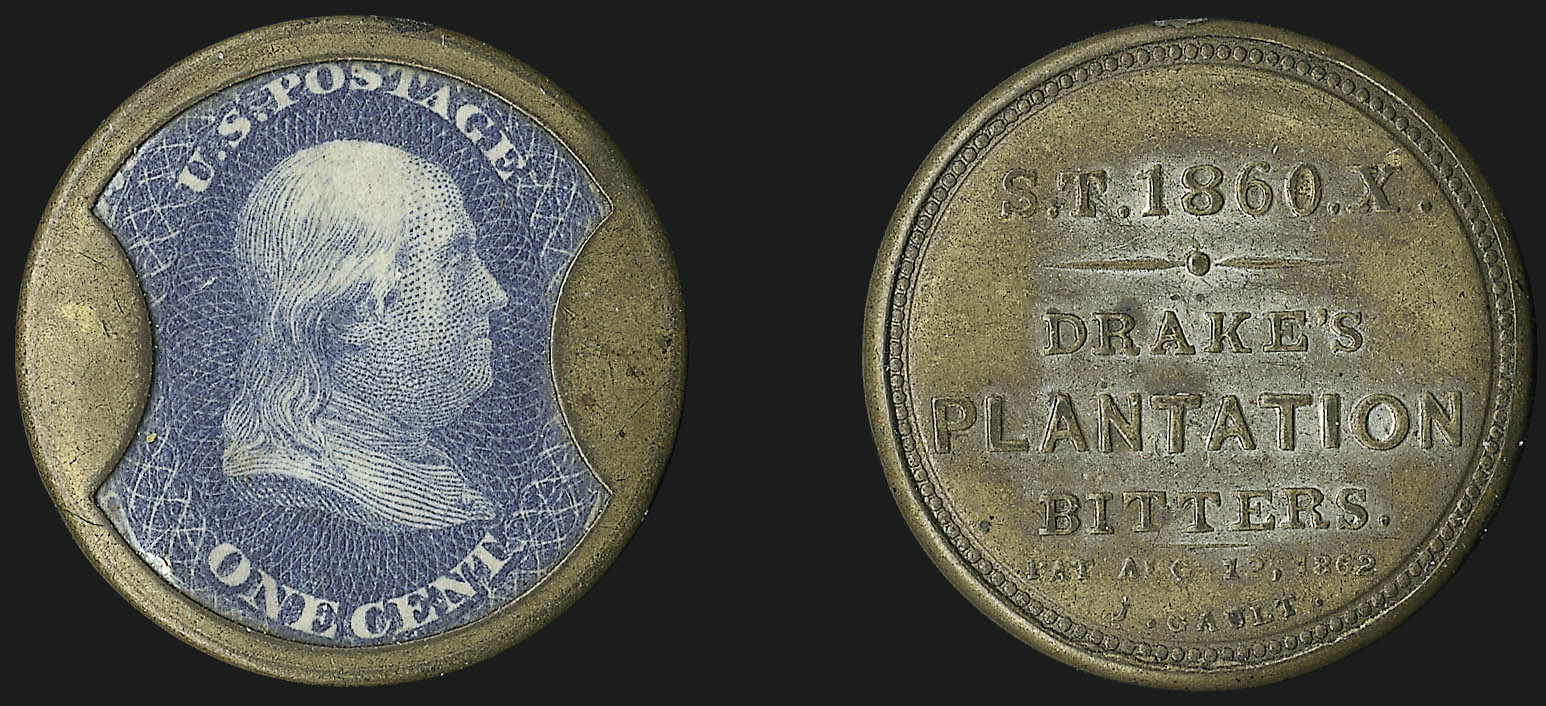 U.S. POSTAGE
ONE CENT
S.T.1860.X.
DRAKE'S
PLANTATION
BITTERS.
PAT AUG 12, 1862
J. GAULT.